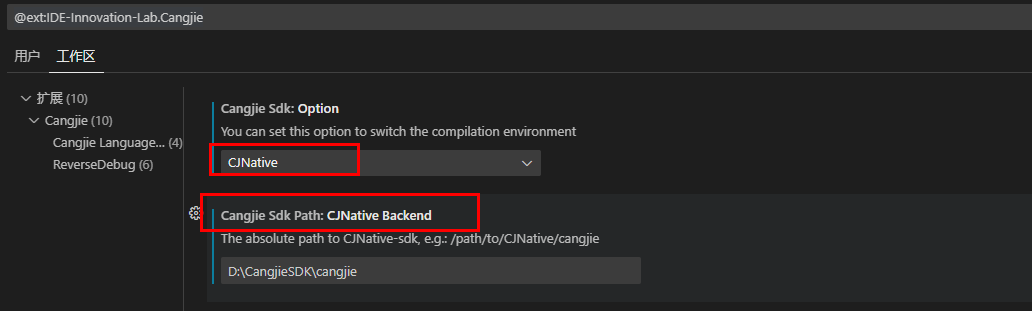 @ext:IDE-Innovation-Lab.Cangjie
用户 工作区
扩展 (10)
Cangjie (10)
Cangjie Language... (4)
ReverseDebug (6)
Cangjie Sdk: Option
You can set this option to switch the compilation environment
CJNative
Cangjie Sdk Path: CJNative Backend
The absolute path to CJNative-sdk, e.g.: /path/to/CJNative/cangjie
D:\CangjieSDK\cangjie